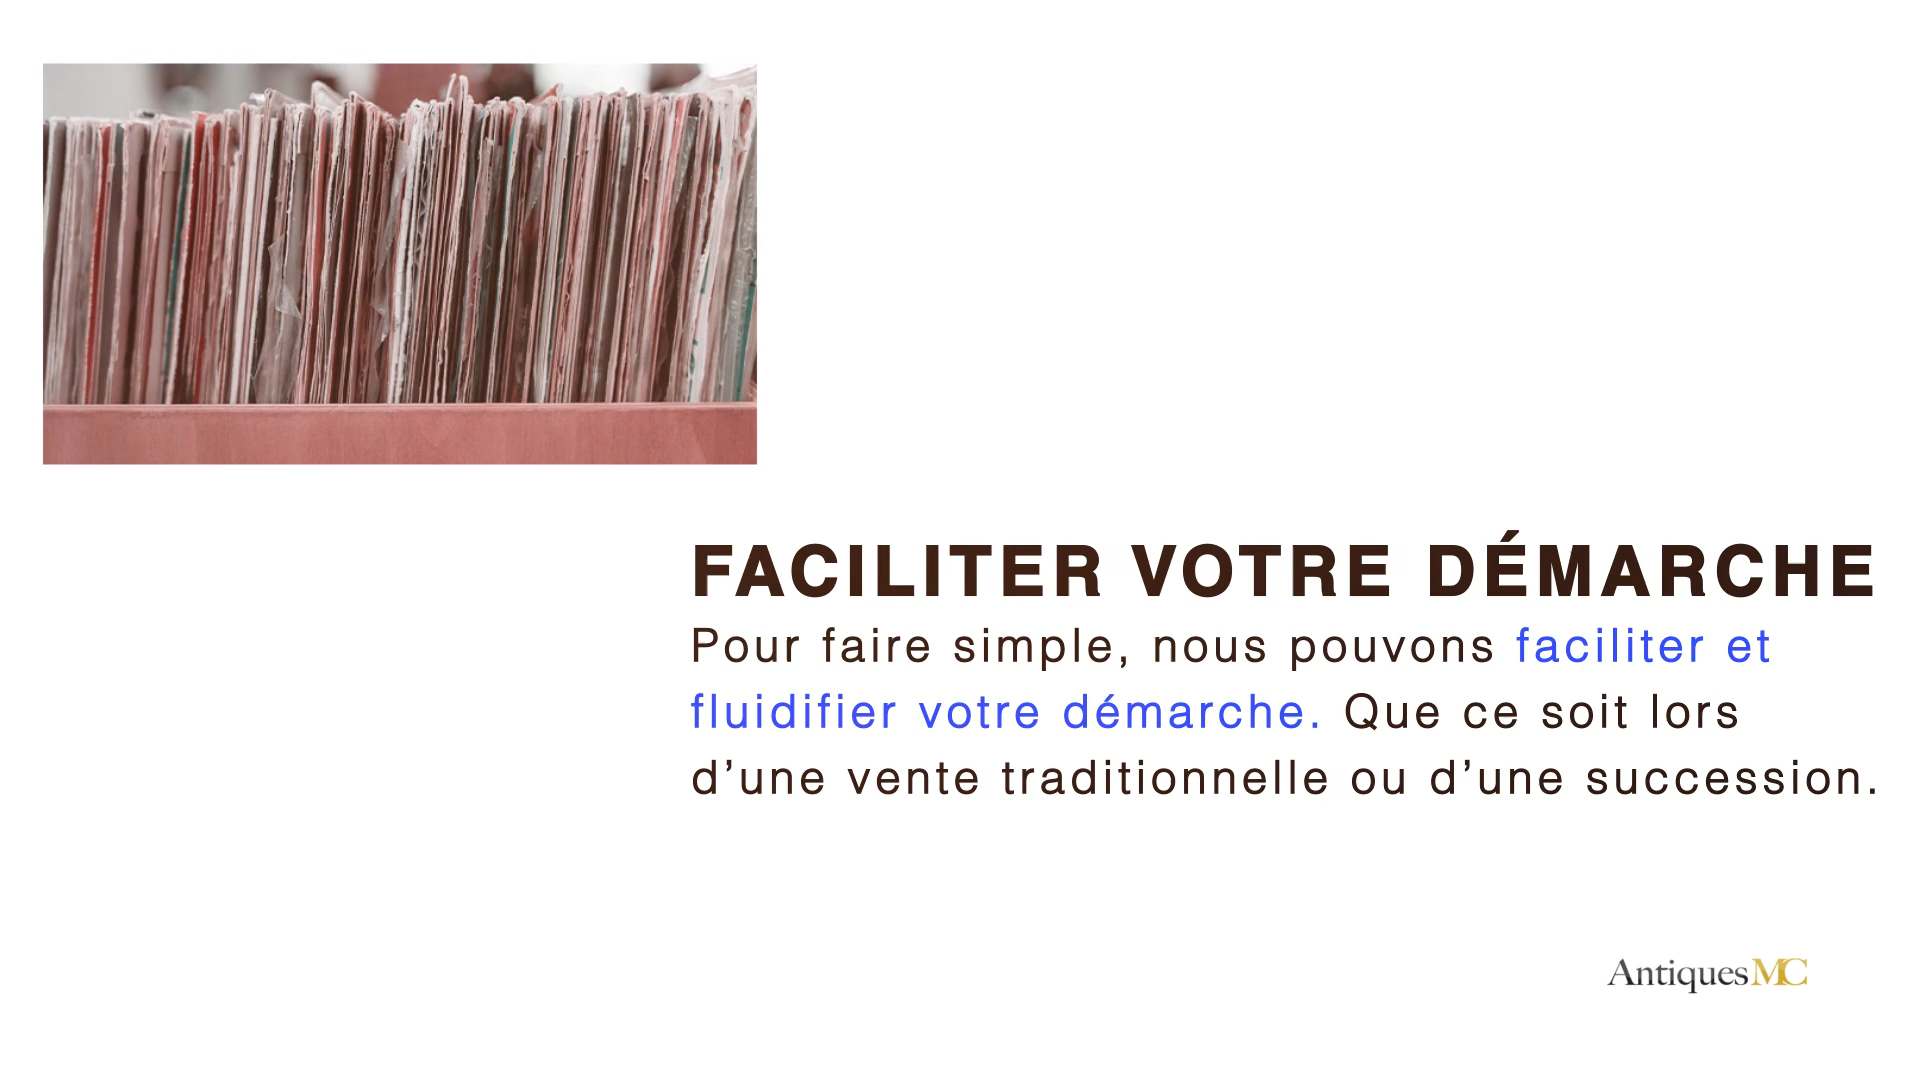 FACILITER VOTRE DÉMARCHE
Pour faire simple, nous pouvons faciliter et
fluidifier votre démarche. Que ce soit lors
d’une vente traditionnelle ou d’une succession.
AntiquesMC